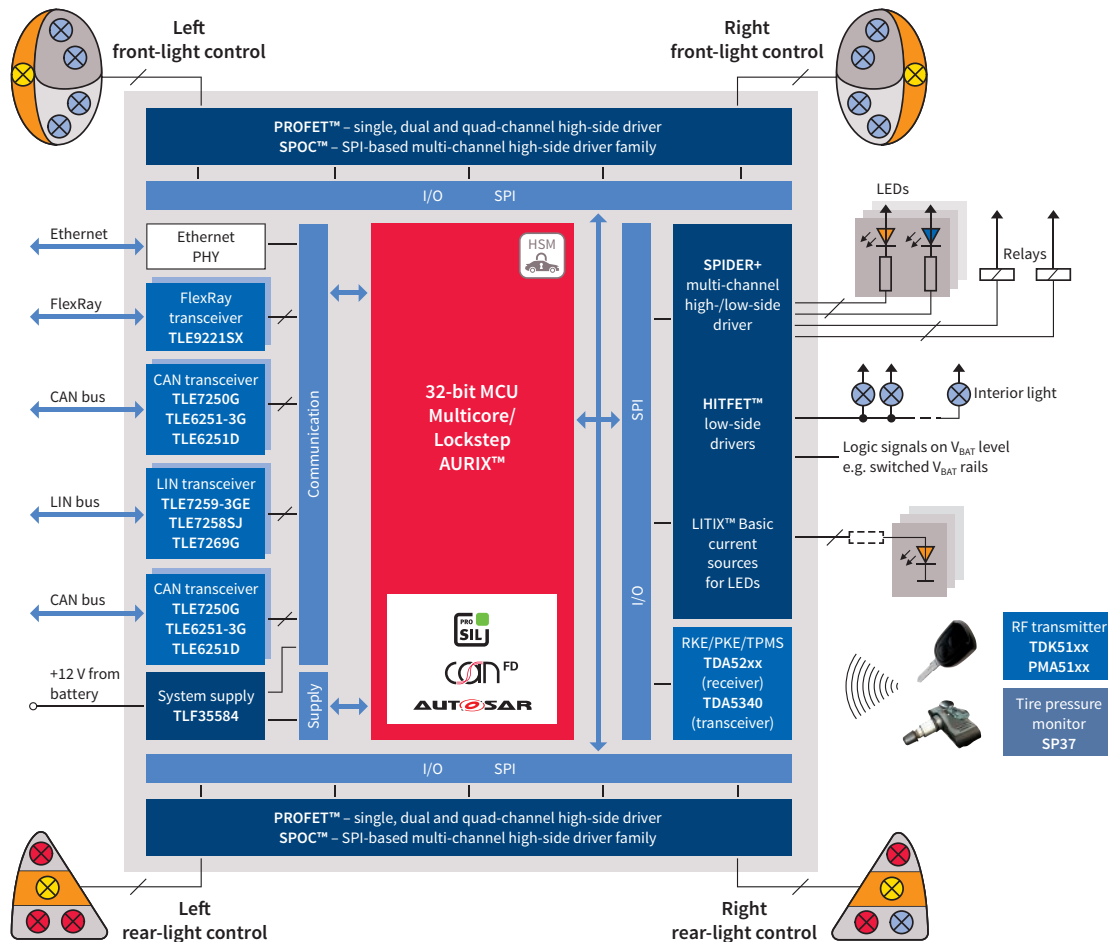 Left
front-light control
Right
front-light control
PROFET™ – single, dual and quad-channel high-side driver
SPOC™ – SPI-based multi-channel high-side driver family
I/O SPI
LEDs
Relays
Ethernet
Ethernet
PHY
FlexRay
FlexRay
transceiver
TLE9221SX
CAN bus
CAN transceiver
TLE7250G
TLE6251-3G
TLE6251D
LIN bus
LIN transceiver
TLE7259-3GE
TLE7258SJ
TLE7269G
CAN bus
CAN transceiver
TLE7250G
TLE6251-3G
TLE6251D
+12 V from
battery
System supply
TLF35584
Communication
Supply
HSM
32-bit MCU
Multicore/
Lockstep
AURIX™
PRO
SIL
CAN FD
AUTOSAR
SPI
I/O
SPIDER+
multi-channel
high-/low-side
driver
HITFET™
low-side
drivers
LITIX™ Basic
current
sources
for LEDs
RKE/PKE/TPMS
TDA52xx
(receiver)
TDA5340
(transceiver)
Interior light
Logic signals on VBAT level
e.g. switched VBAT rails
RF transmitter
TDK51xx
PMA51xx
Tire pressure
monitor
SP37
I/O SPI
PROFET™ – single, dual and quad-channel high-side driver
SPOC™ – SPI-based multi-channel high-side driver family
Left
rear-light control
Right
rear-light control